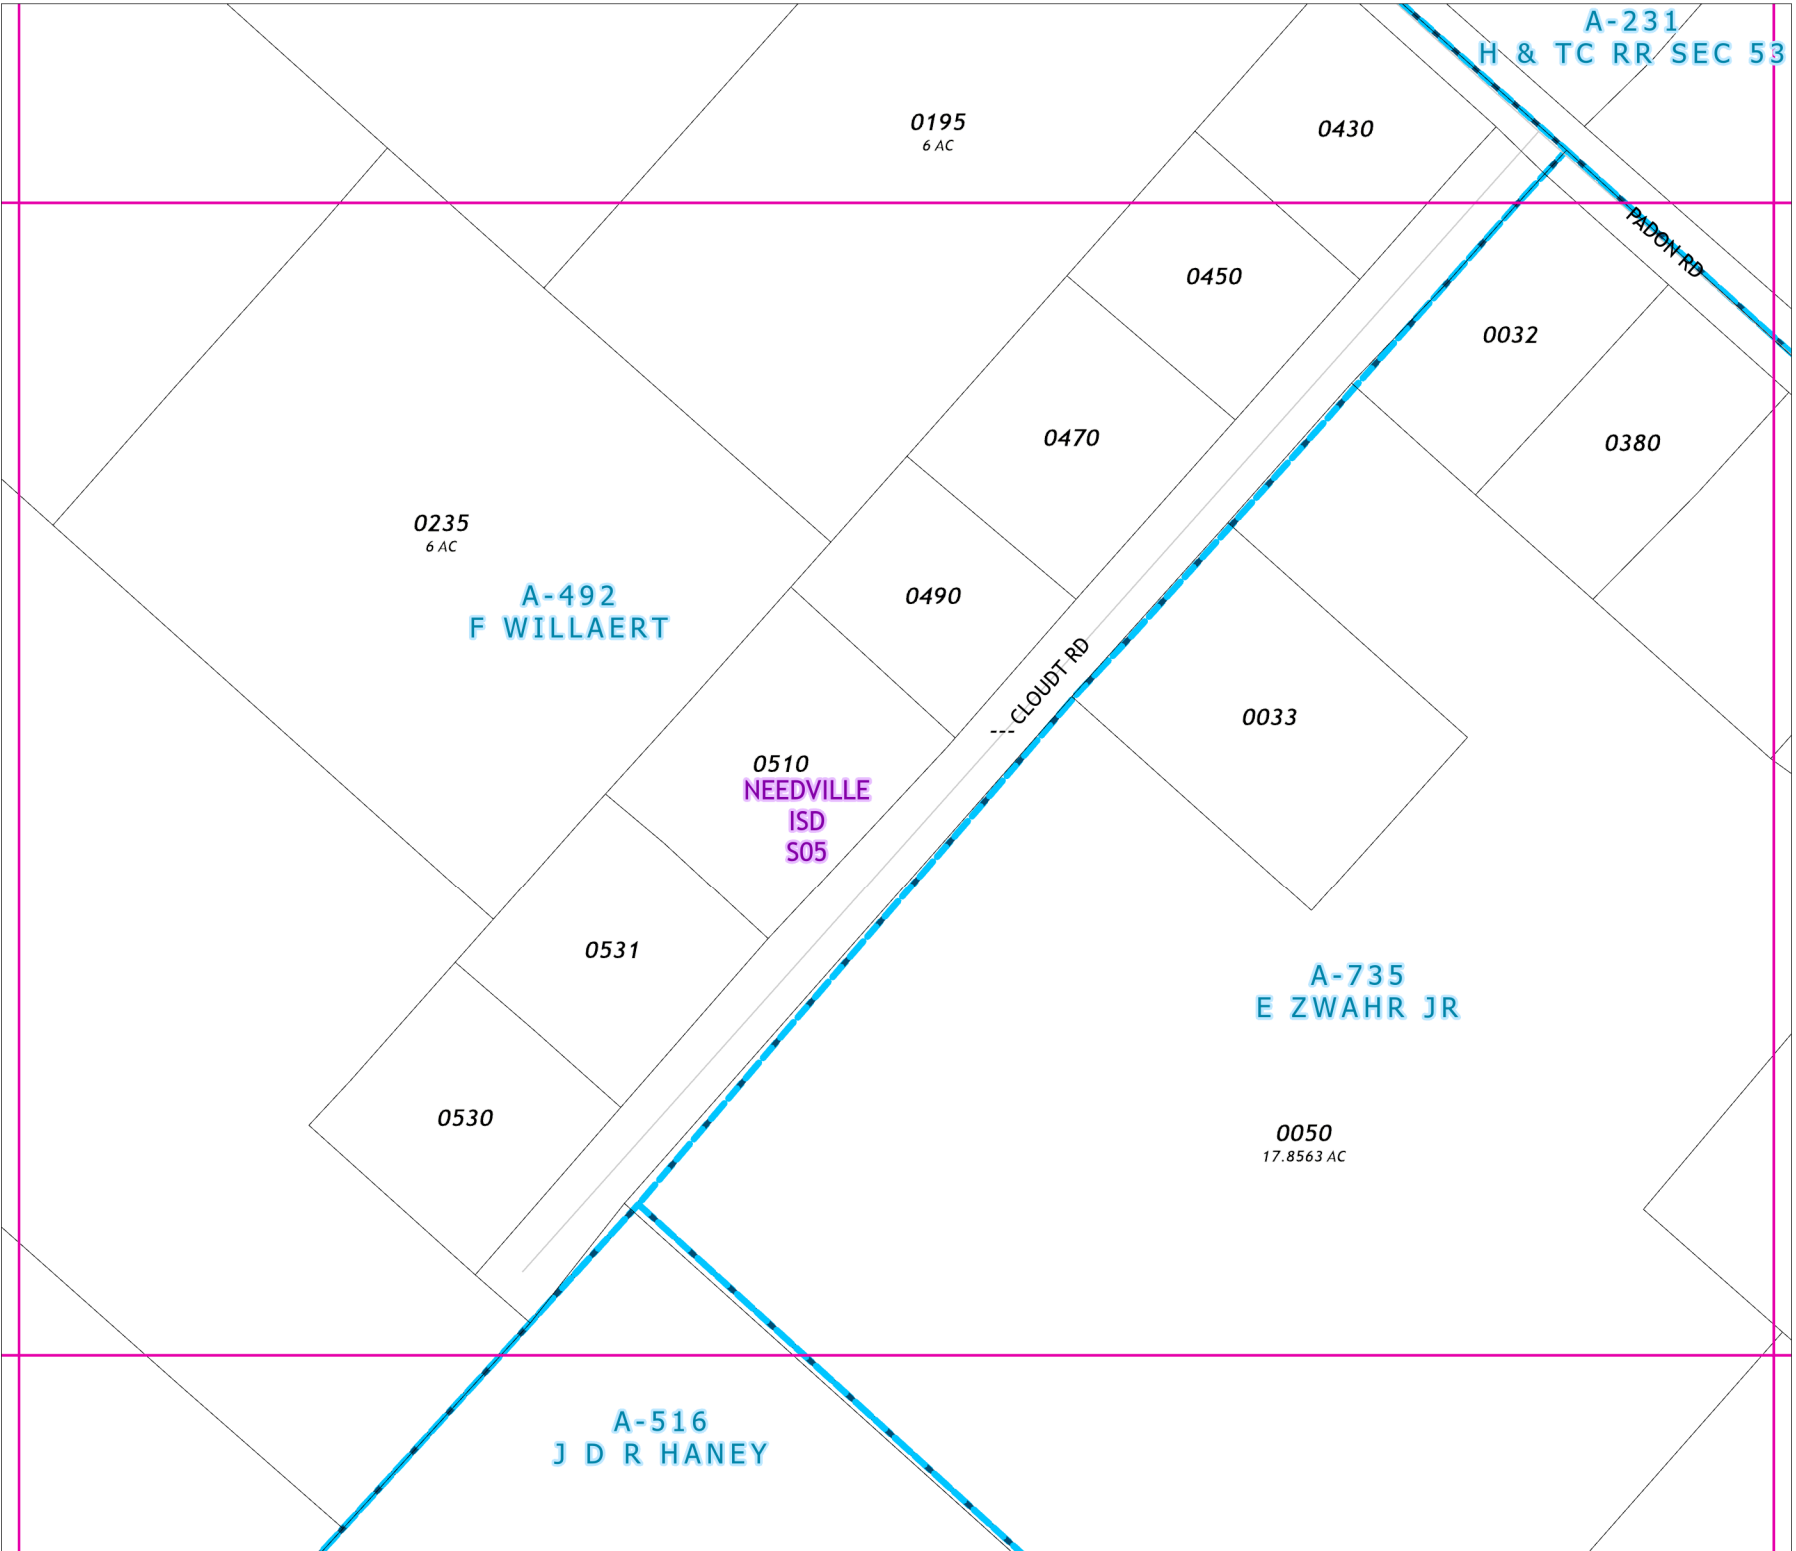 A-231
H & TC RR SEC 53
0195
6 AC
0430
PADON RD
0450
0032
0470
0380
0235
6 AC
A-492
F WILLAERT
0490
--- CLOUDT RD
0033
0510
NEEDVILLE
ISD
S05
0531
A-735
E ZWAHR JR
0530
0050
17.8563 AC
A-516
J D R HANEY